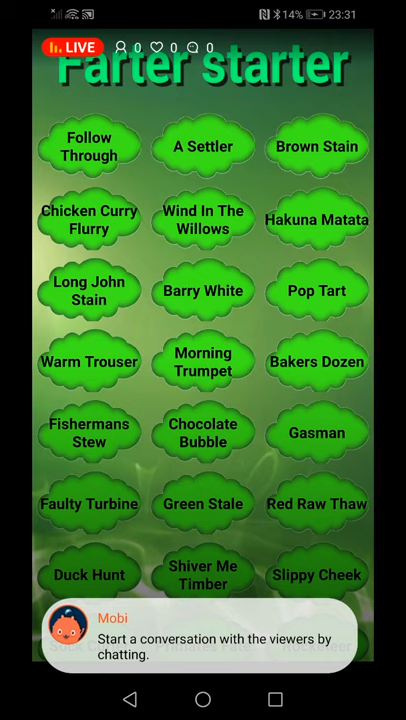 14% 23:31
LIVE 0 0 0
Farter starter
Follow
Through
A Settler
Brown Stain
Chicken Curry
Flurry
Wind In The
Willows
Hakuna Matata
Long John
Stain
Barry White
Pop Tart
Warm Trouser
Morning
Trumpet
Bakers Dozen
Fishermans
Stew
Chocolate
Bubble
Gasman
Faulty Turbine
Green Stale
Red Raw Thaw
Duck Hunt
Shiver Me
Timber
Slippy Cheek
Mobi
Start a conversation with the viewers by
chatting.
Rocketeer